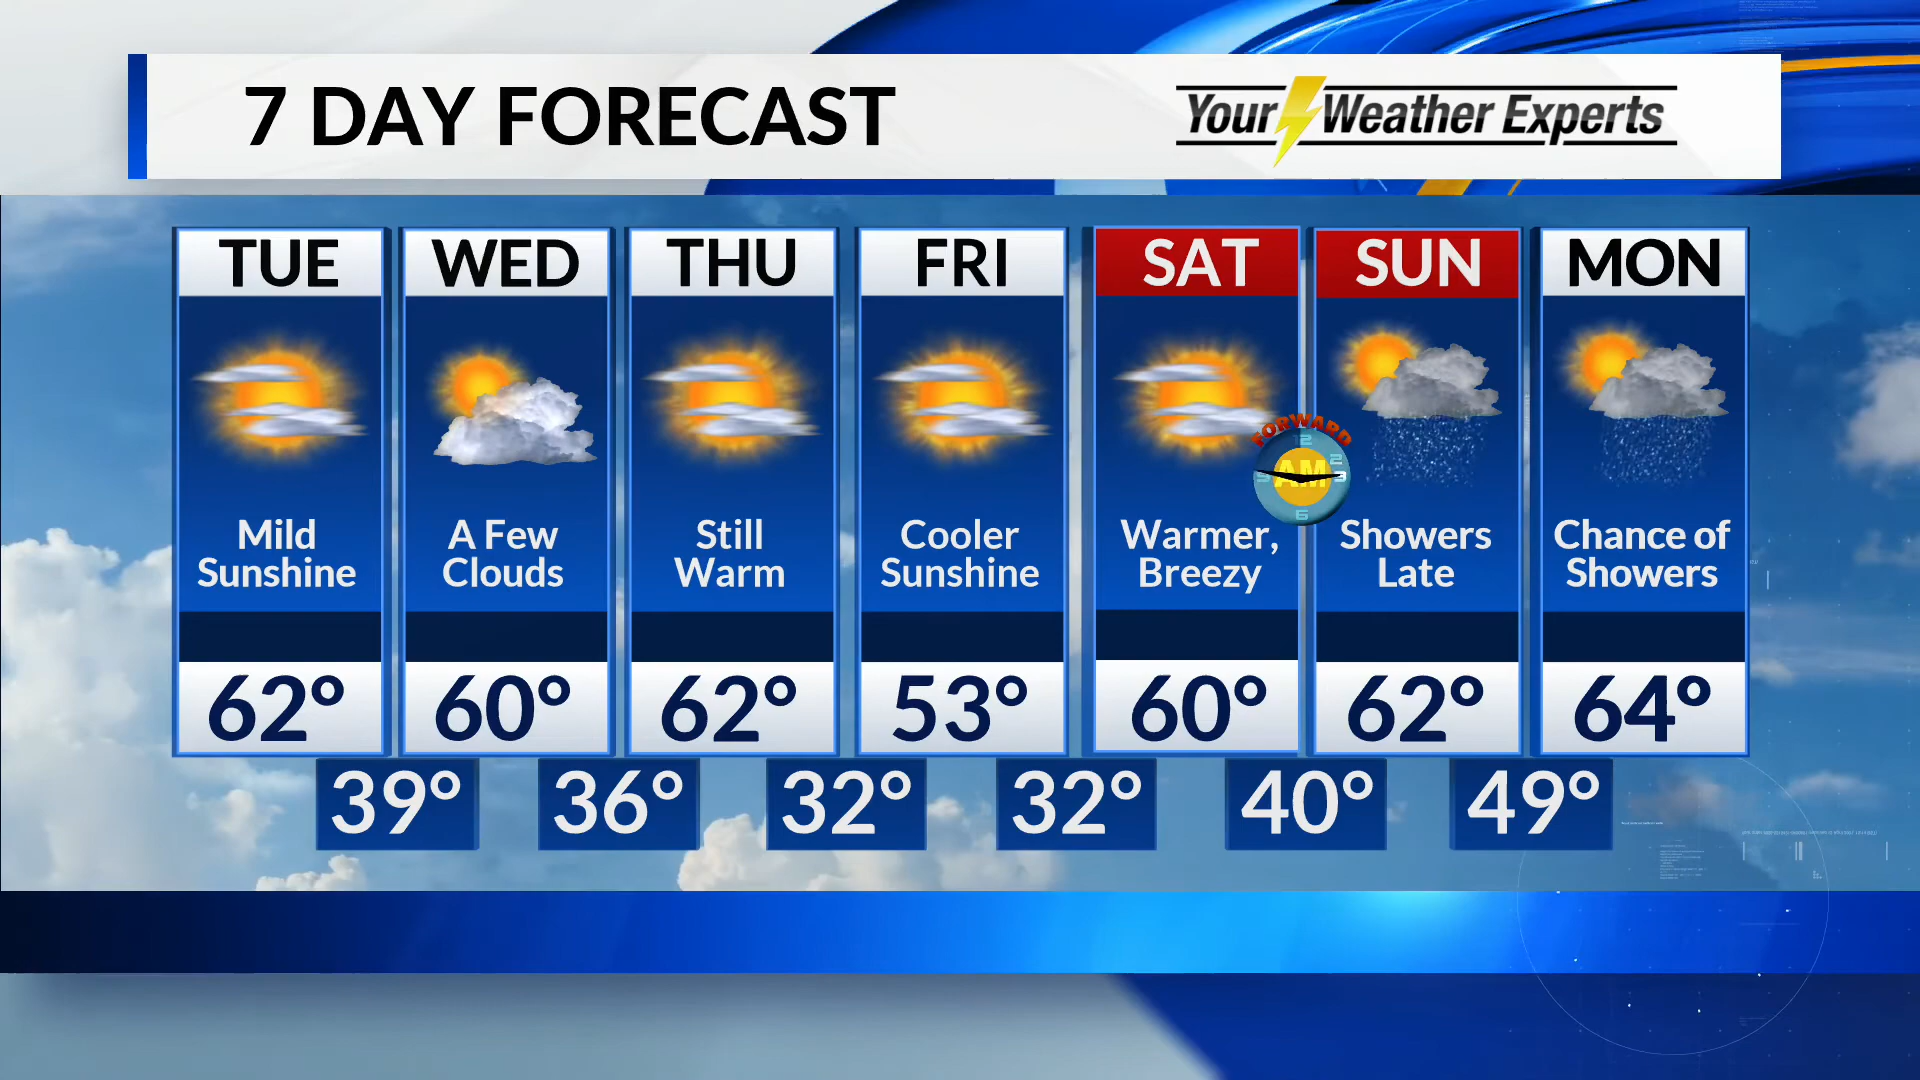 7 DAY FORECAST
Your Weather Experts
TUE WED THU FRI SAT SUN MON
FORWARD
AM
Mild
Sunshine
A Few
Clouds
Still
Warm
Cooler
Sunshine
Warmer,
Breezy
Showers
Late
Chance of
Showers
62° 60° 62° 53° 60° 62° 64°
39° 36° 32° 32° 40° 49°